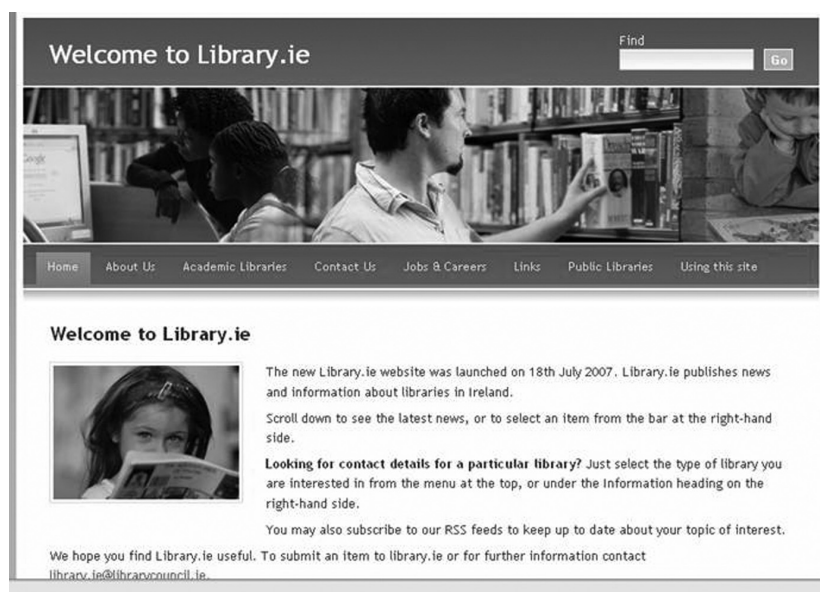 Welcome to Library.ie
Find
Go
Google
Home About Us Academic Libraries Contact Us Jobs & Careers Links Public Libraries Using this site
Welcome to Library.ie
The new Library.ie website was launched on 18th July 2007. Library.ie publishes news
and information about libraries in Ireland.
Scroll down to see the latest news, or to select an item from the bar at the right-hand
side.
Looking for contact details for a particular library? Just select the type of library you
are interested in from the menu at the top, or under the Information heading on the
right-hand side.
You may also subscribe to our RSS feeds to keep up to date about your topic of interest.
We hope you find Library.ie useful. To submit an item to library.ie or for further information contact
library.ie@librarycouncil.ie.